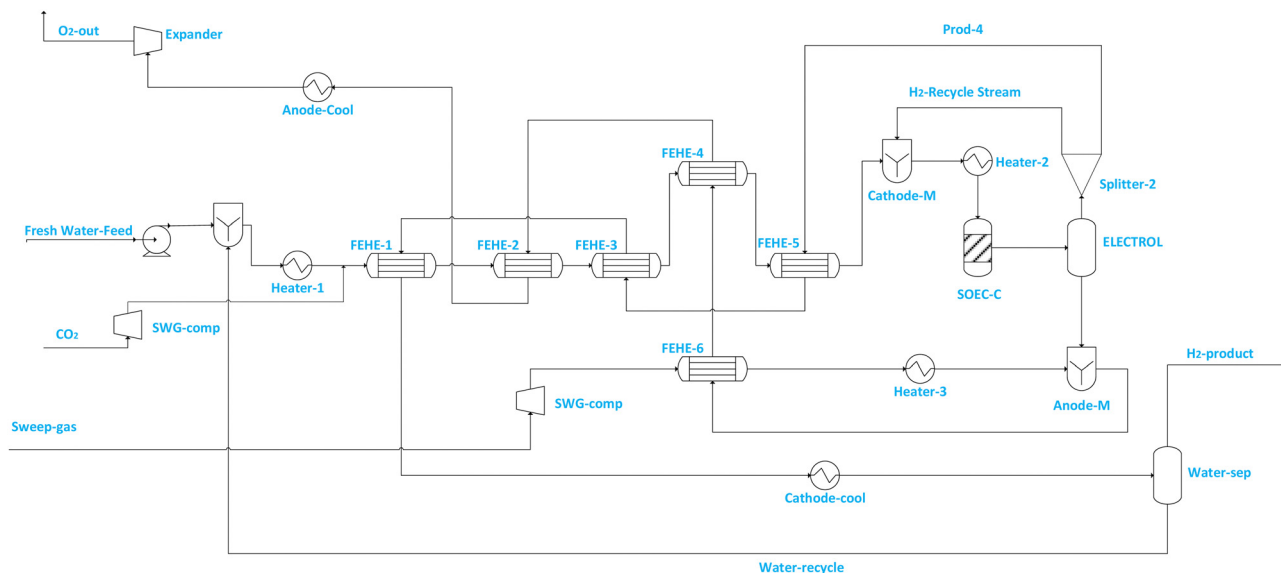 O₂-out
Expander
Prod-4
H₂-Recycle Stream
Anode-Cool
FEHE-4
Heater-2
Cathode-M
Splitter-2
Fresh Water-Feed
FEHE-1
FEHE-2
FEHE-3
FEHE-5
ELECTROL
Heater-1
SOEC-C
CO₂
SWG-comp
FEHE-6
H₂-product
Heater-3
SWG-comp
Anode-M
Sweep-gas
Water-sep
Cathode-cool
Water-recycle